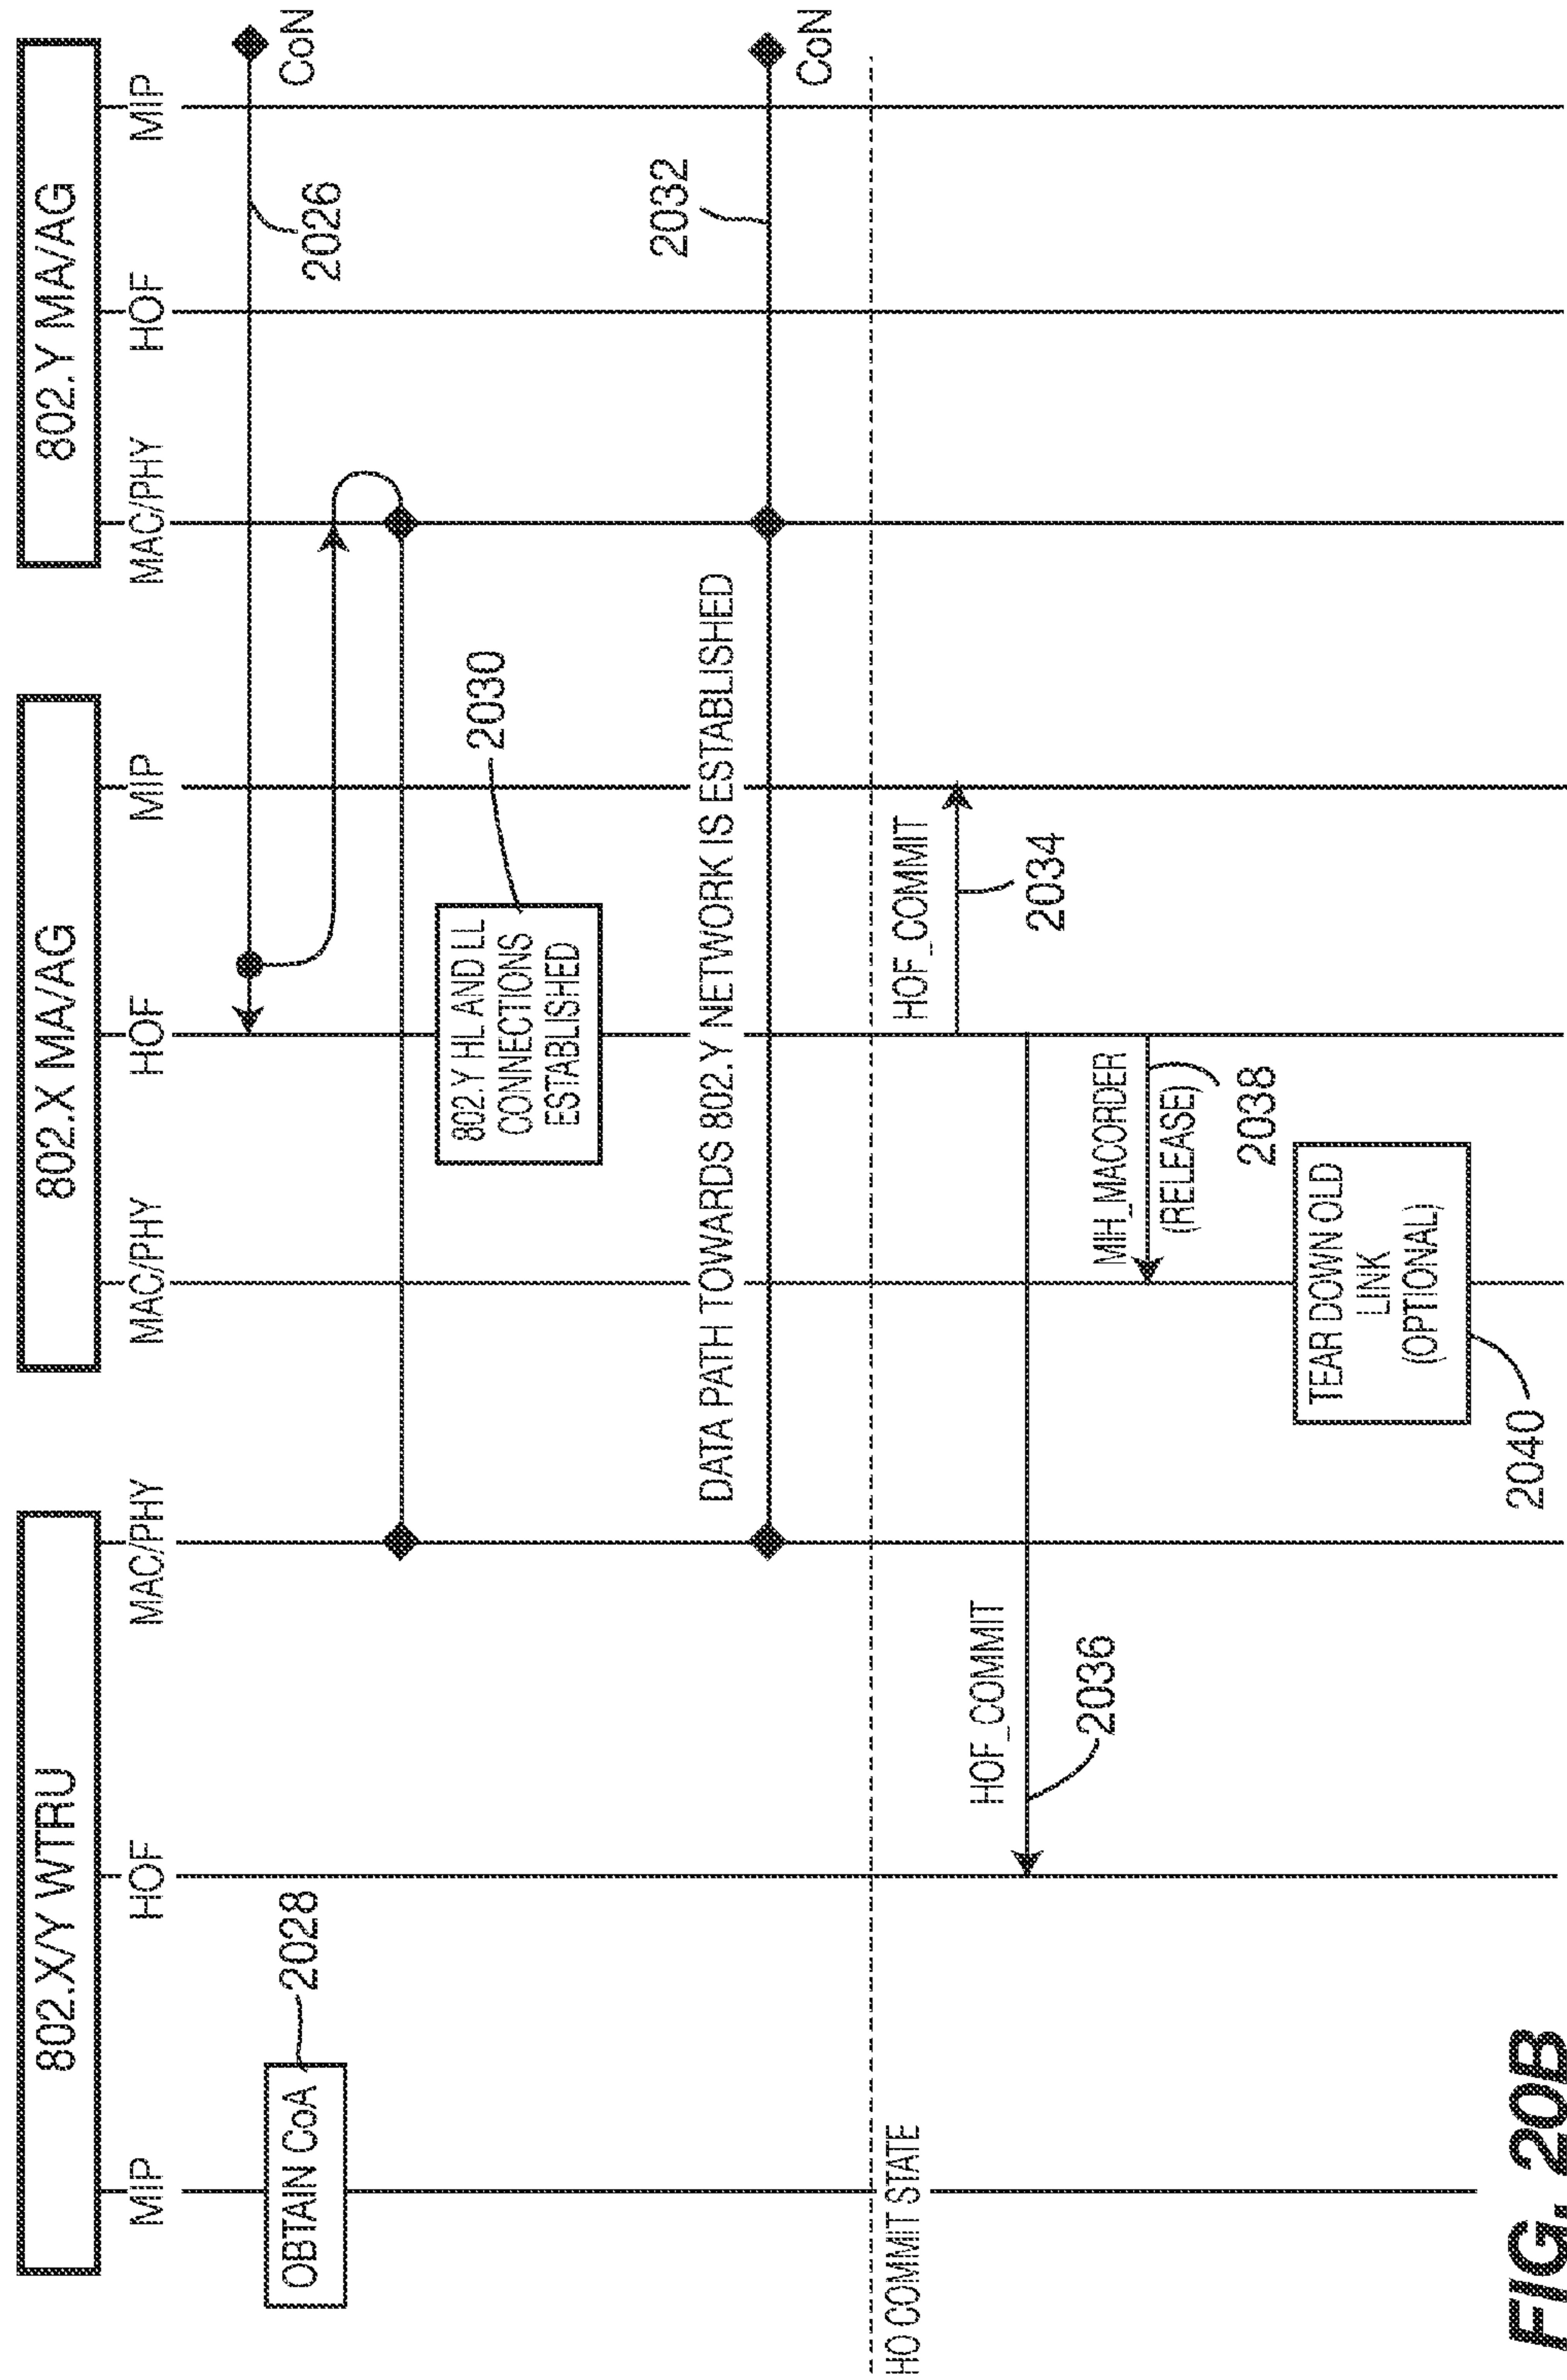 802.X/Y WTRU
802.X MA/AG
802.Y MA/AG
MIP
HOF
MAC/PHY
MAC/PHY
HOF
MIP
MAC/PHY
HOF
MIP
CoN
OBTAIN CoA
2028
2026
802.Y HL AND LL
CONNECTIONS
ESTABLISHED
2030
DATA PATH TOWARDS 802.Y NETWORK IS ESTABLISHED
2032
CoN
HO COMMIT STATE
HOF_COMMIT
2034
HOF_COMMIT
2036
MIH_MACORDER
(RELEASE)
2038
TEAR DOWN OLD
LINK
(OPTIONAL)
2040
FIG. 20B